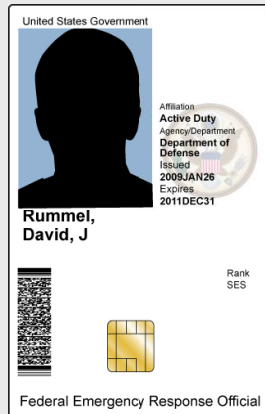 United States Government
Affiliation
Active Duty
Agency/Department
Department of
Defense
Issued
2009JAN26
Expires
2011DEC31
Rummel,
David, J
Rank
SES
Federal Emergency Response Official